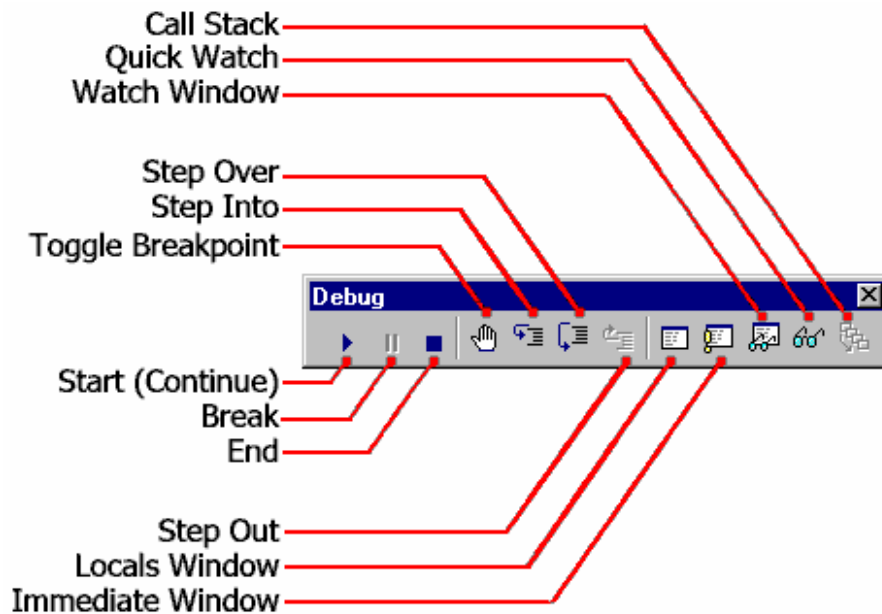 Call Stack
Quick Watch
Watch Window
Step Over
Step Into
Toggle Breakpoint
Debug
Start (Continue)
Break
End
Step Out
Locals Window
Immediate Window